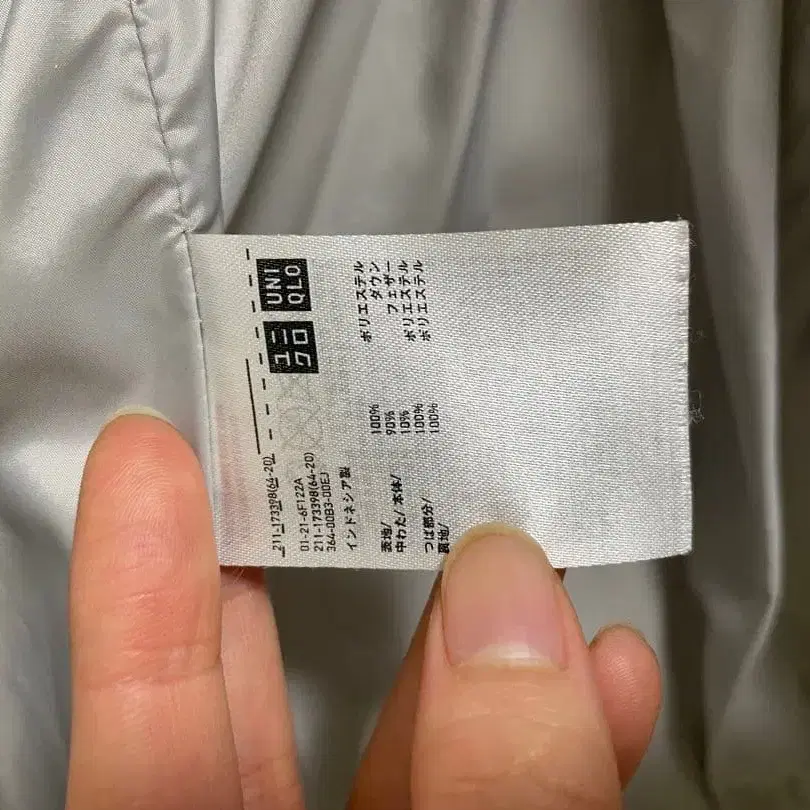 UNI
QLO
ユニ
クロ
211-173398(64-20)
01-21-6F122A
211-173398(64-20)
364-00B3-00EJ
インドネシア製
表地/ 100% ポリエステル
中わた/ 本体/ 90% ダウン
10% フェザー
つば部分/ 100% ポリエステル
裏地/ 100% ポリエステル